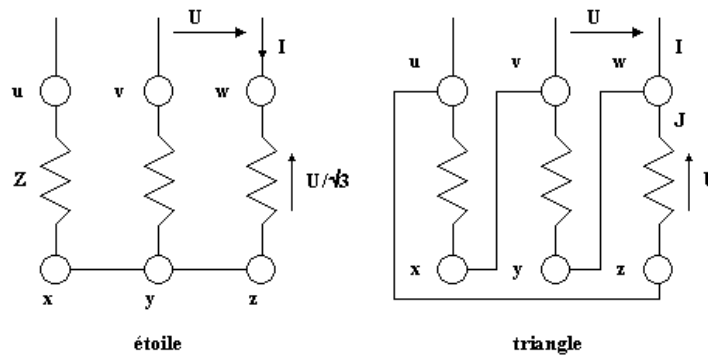 U
I
u v w
Z
U/√3
x y z
étoile
U
I
u v w
J
U
x y z
triangle